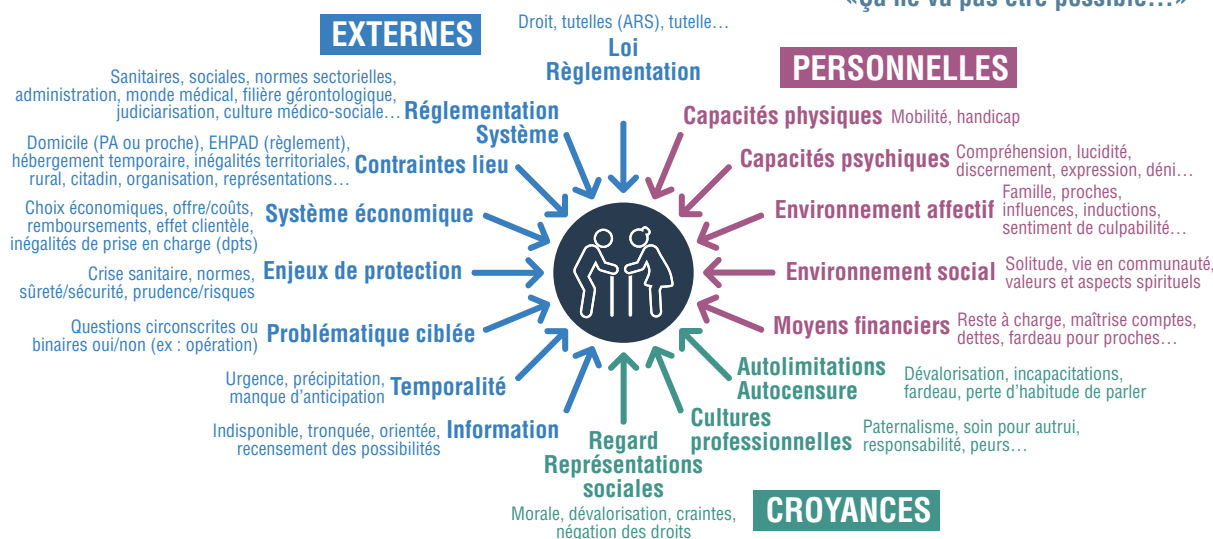 «Ça ne va pas être possible…»
EXTERNES
Droit, tutelles (ARS), tutelle…
Loi
Règlementation
PERSONNELLES
Sanitaires, sociales, normes sectorielles,
administration, monde médical, filière gérontologique,
judiciarisation, culture médico-sociale…
Réglementation
Système
Domicile (PA ou proche), EHPAD (règlement),
hébergement temporaire, inégalités territoriales,
rural, citadin, organisation, représentations…
Contraintes lieu
Choix économiques, offre/coûts,
remboursements, effet clientèle,
inégalités de prise en charge (dpts)
Système économique
Crise sanitaire, normes,
sûreté/sécurité, prudence/risques
Enjeux de protection
Questions circonscrites ou
binaires oui/non (ex : opération)
Problématique ciblée
Urgence, précipitation,
manque d’anticipation
Temporalité
Indisponible, tronquée, orientée,
recensement des possibilités
Information
Capacités physiques
Mobilité, handicap
Capacités psychiques
Compréhension, lucidité,
discernement, expression, déni…
Environnement affectif
Famille, proches,
influences, inductions,
sentiment de culpabilité…
Environnement social
Solitude, vie en communauté,
valeurs et aspects spirituels
Moyens financiers
Reste à charge, maîtrise comptes,
dettes, fardeau pour proches…
Autolimitations
Autocensure
Dévalorisation, incapacitations,
fardeau, perte d’habitude de parler
Cultures
professionnelles
Paternalisme, soin pour autrui,
responsabilité, peurs…
Regard
Représentations
sociales
Morale, dévalorisation, craintes,
négation des droits
CROYANCES